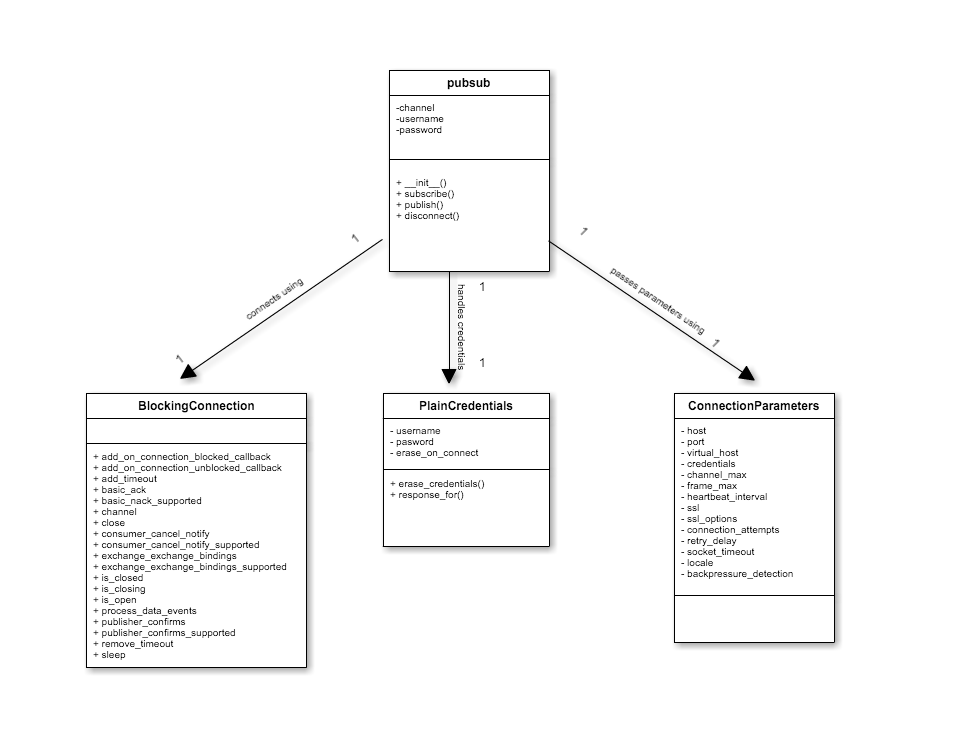 pubsub
-channel
-username
-password
+ __init__()
+ subscribe()
+ publish()
+ disconnect()
1
connects using
1
1
handles credentials
1
1
passes parameters using
1
BlockingConnection
+ add_on_connection_blocked_callback
+ add_on_connection_unblocked_callback
+ add_timeout
+ basic_ack
+ basic_nack_supported
+ channel
+ close
+ consumer_cancel_notify
+ consumer_cancel_notify_supported
+ exchange_exchange_bindings
+ exchange_exchange_bindings_supported
+ is_closed
+ is_closing
+ is_open
+ process_data_events
+ publisher_confirms
+ publisher_confirms_supported
+ remove_timeout
+ sleep
PlainCredentials
- username
- pasword
- erase_on_connect
+ erase_credentials()
+ response_for()
ConnectionParameters
- host
- port
- virtual_host
- credentials
- channel_max
- frame_max
- heartbeat_interval
- ssl
- ssl_options
- connection_attempts
- retry_delay
- socket_timeout
- locale
- backpressure_detection